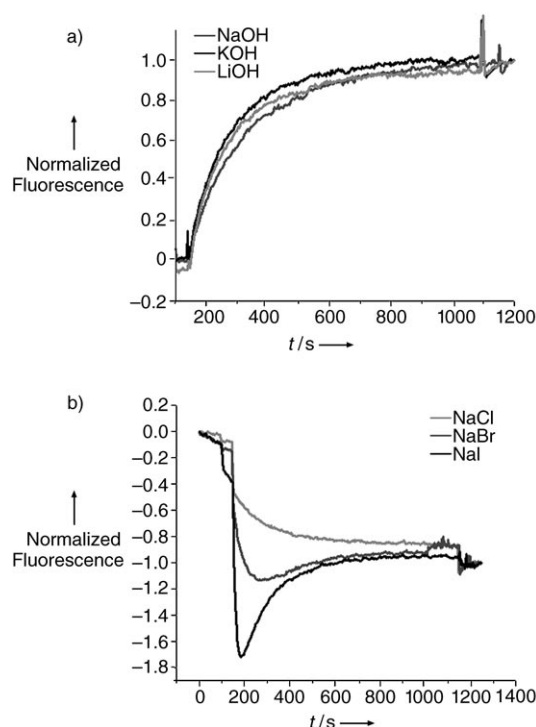 a)
NaOH
KOH
LiOH
1.0
0.8
0.6
0.4
0.2
0
−0.2
Normalized
Fluorescence
200 400 600 800 1000 1200
t/s
b)
NaCl
NaBr
NaI
0.2
0.0
−0.2
−0.4
−0.6
−0.8
−1.0
−1.2
−1.4
−1.6
−1.8
Normalized
Fluorescence
0 200 400 600 800 1000 1200 1400
t/s